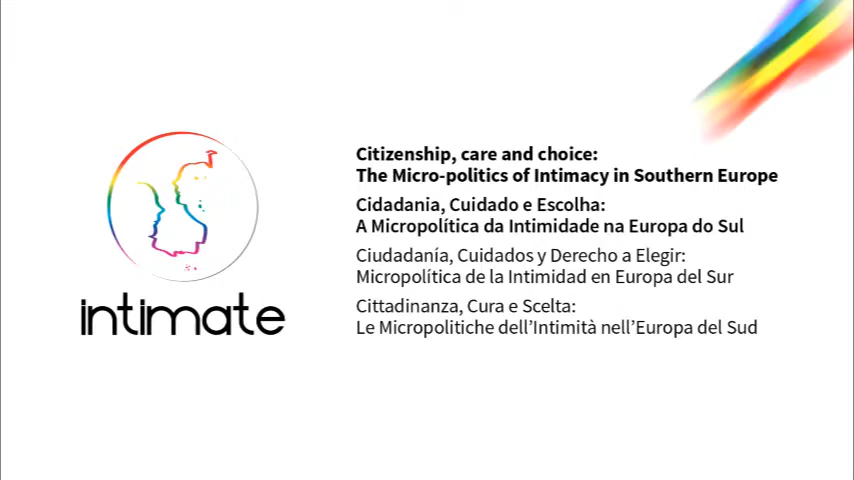 intimate
Citizenship, care and choice:
The Micro-politics of Intimacy in Southern Europe
Cidadania, Cuidado e Escolha:
A Micropolítica da Intimidade na Europa do Sul
Ciudadanía, Cuidados y Derecho a Elegir:
Micropolítica de la Intimidad en Europa del Sur
Cittadinanza, Cura e Scelta:
Le Micropolitiche dell’Intimità nell’Europa del Sud